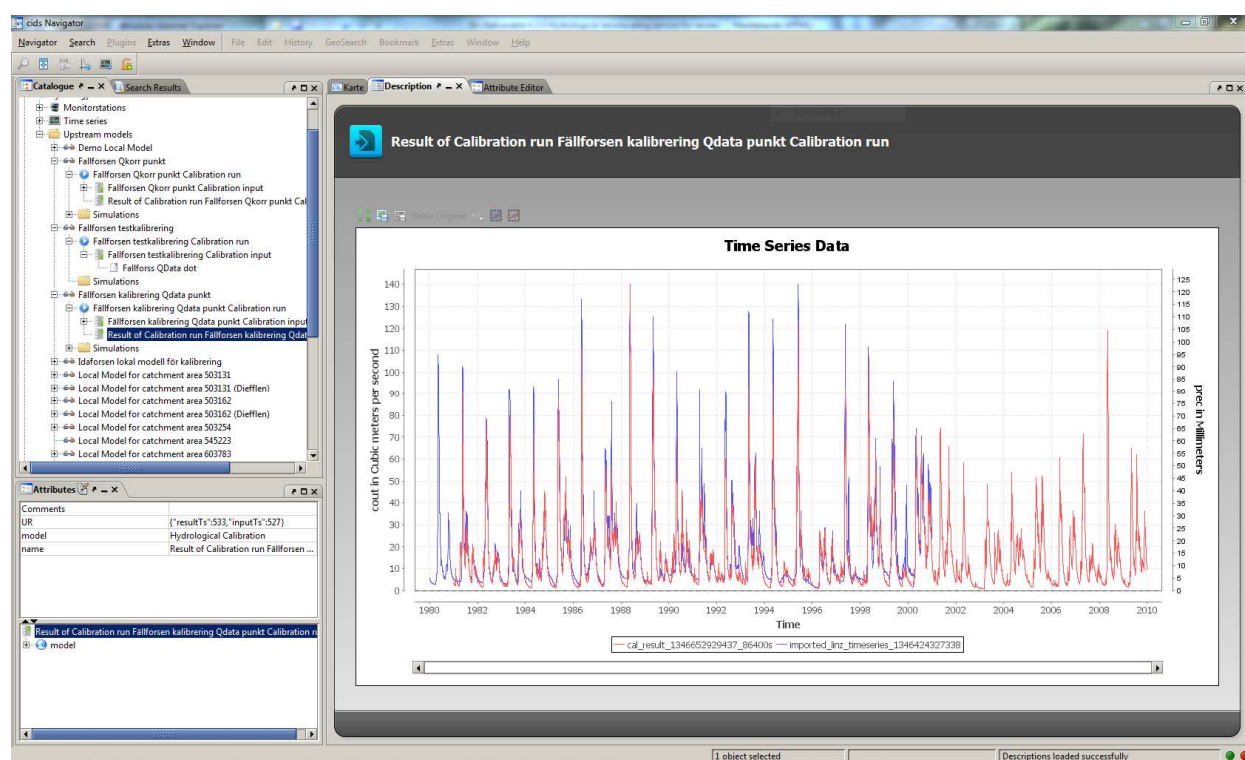 cids Navigator
Navigator Search Plugins Extras Window File Edit History GeoSearch Bookmark Extras Window Help
Catalogue Search Results
Monitorstations
Time series
Upstream models
Demo Local Model
Fallforsen Qkorr punkt
Fallforsen Qkorr punkt Calibration run
Fallforsen Qkorr punkt Calibration input
Result of Calibration run Fallforsen Qkorr punkt Cal
Simulations
Fallforsen testkalibrering
Fallforsen testkalibrering Calibration run
Fallforsen testkalibrering Calibration input
Fallforss QData dot
Simulations
Fällforsen kalibrering Qdata punkt
Fällforsen kalibrering Qdata punkt Calibration run
Fällforsen kalibrering Qdata punkt Calibration input
Result of Calibration run Fällforsen kalibrering Qdat
Simulations
Idaforsen lokal modell för kalibrering
Local Model for catchment area 503131
Local Model for catchment area 503131 (Diefflen)
Local Model for catchment area 503162
Local Model for catchment area 503162 (Diefflen)
Local Model for catchment area 503254
Local Model for catchment area 545223
Local Model for catchment area 603783
Attributes
Comments
UR {"resultTs":533,"inputTs":527}
model Hydrological Calibration
name Result of Calibration run Fällforsen ...
Result of Calibration run Fällforsen kalibrering Qdata punkt Calibration ru
model
Karte Description Attribute Editor
Result of Calibration run Fällforsen kalibrering Qdata punkt Calibration run
Time Series Data
cout in Cubic meters per second
140
130
120
110
100
90
80
70
60
50
40
30
20
10
0
125
120
115
110
105
100
95
90
85
80
75
70
65
60
55
50
45
40
35
30
25
20
15
10
5
0
prec in Millimeters
1980 1982 1984 1986 1988 1990 1992 1994 1996 1998 2000 2002 2004 2006 2008 2010
Time
cal_result_1346652929437_86400s imported_linz_timeseries_1346424327338
1 object selected Descriptions loaded successfully